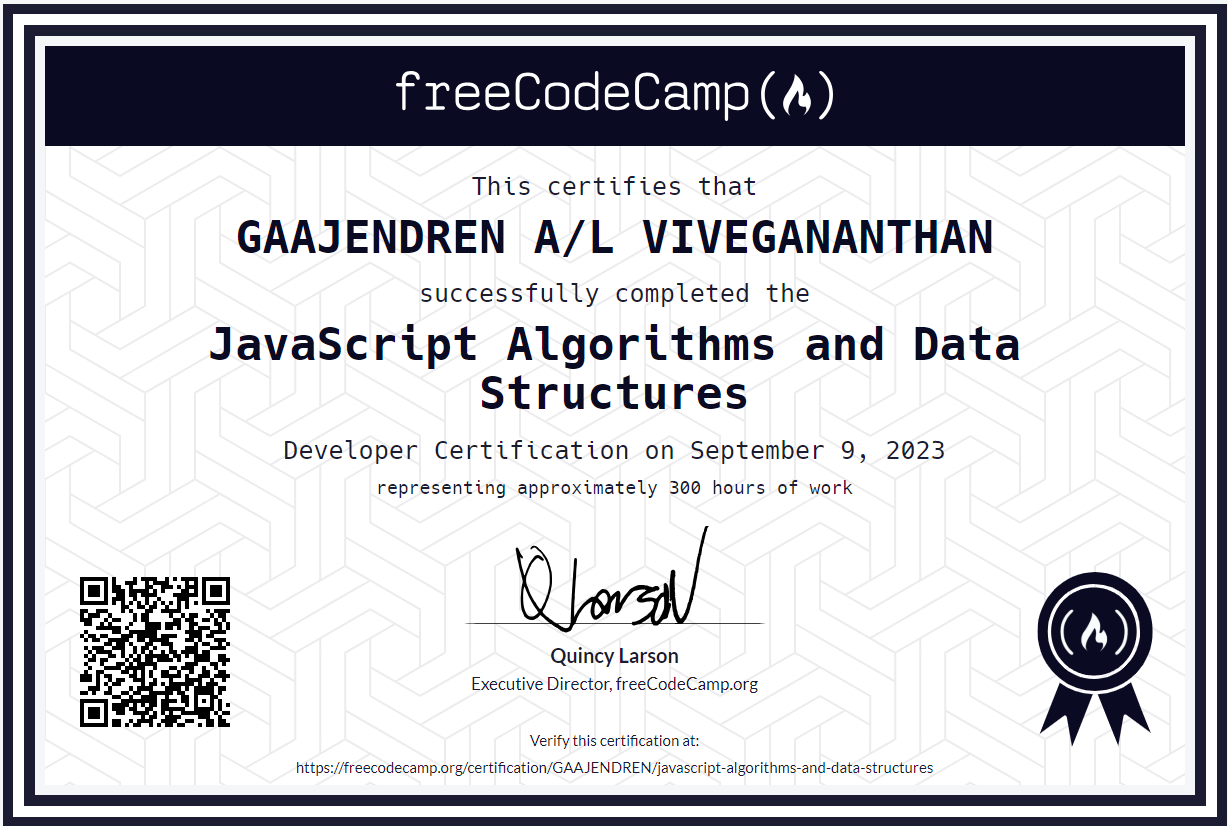 freeCodeCamp
This certifies that
GAAJENDREN A/L VIVEGANANTHAN
successfully completed the
JavaScript Algorithms and Data
Structures
Developer Certification on September 9, 2023
representing approximately 300 hours of work
Quincy Larson
Executive Director, freeCodeCamp.org
Verify this certification at:
https://freecodecamp.org/certification/GAAJENDREN/javascript-algorithms-and-data-structures